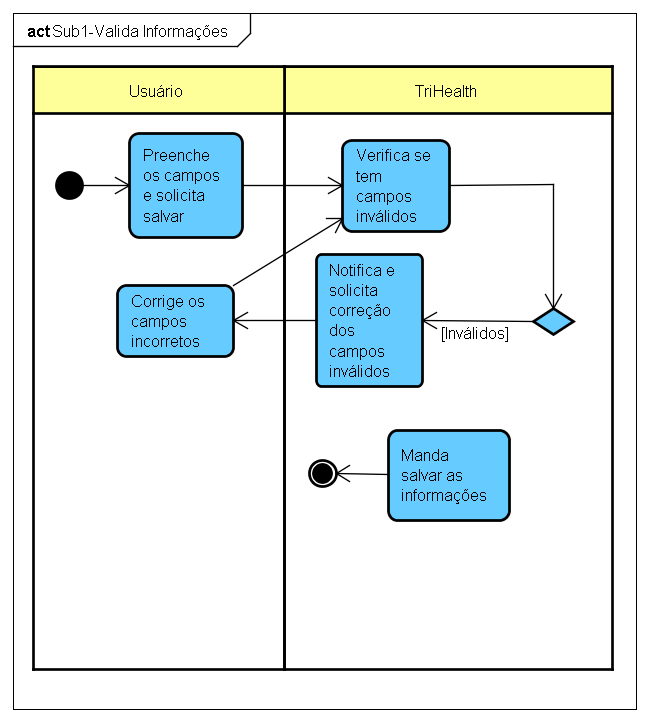 act Sub1-Valida Informações
Usuário
TriHealth
Preenche
os campos
e solicita
salvar
Verifica se
tem
campos
inválidos
Corrige os
campos
incorretos
Notifica e
solicita
correção
dos
campos
inválidos
[Inválidos]
Manda
salvar as
informações